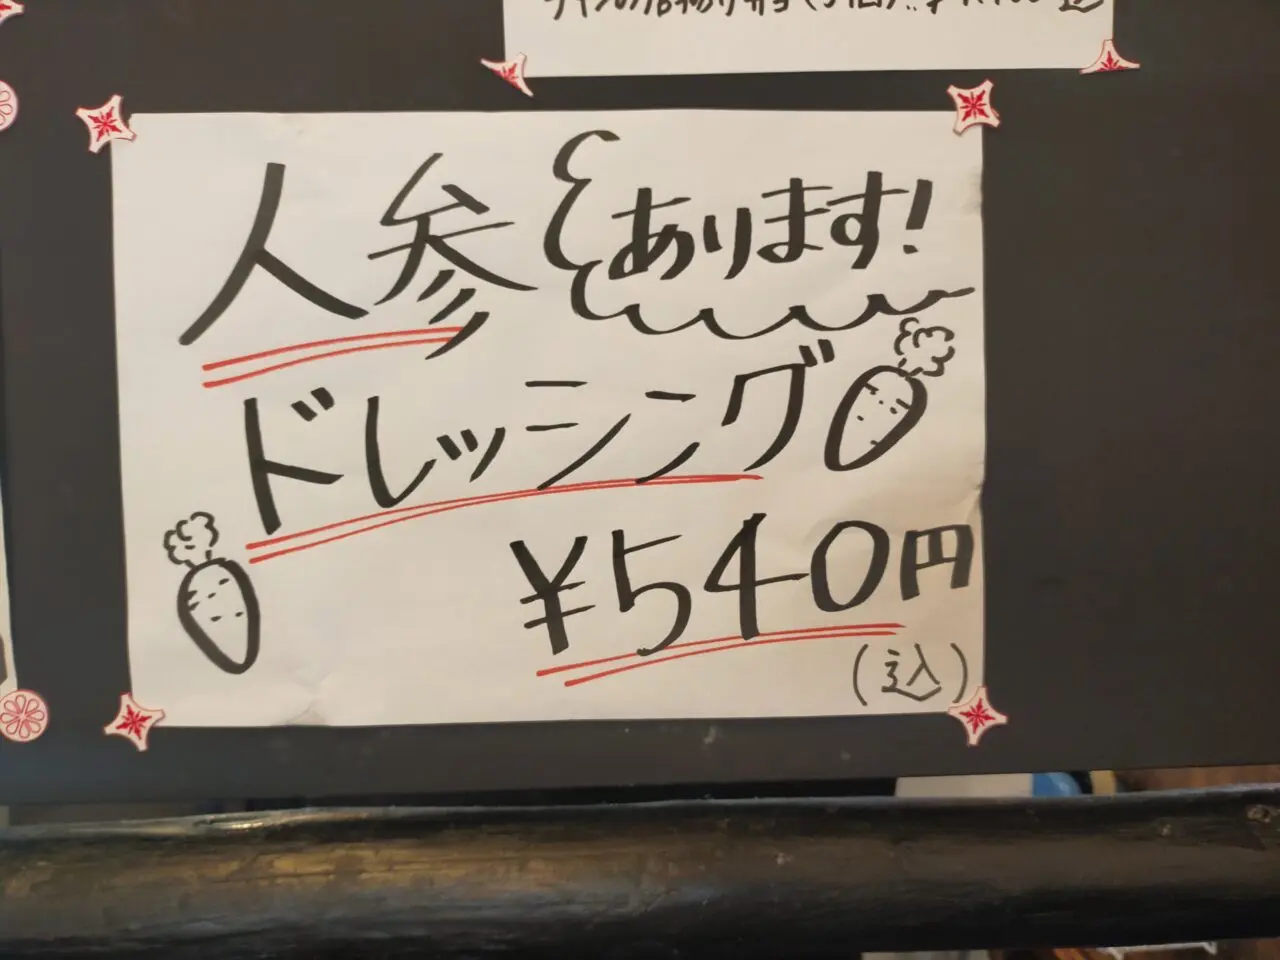 人参
あります!
ドレッシング
¥540円
(込)